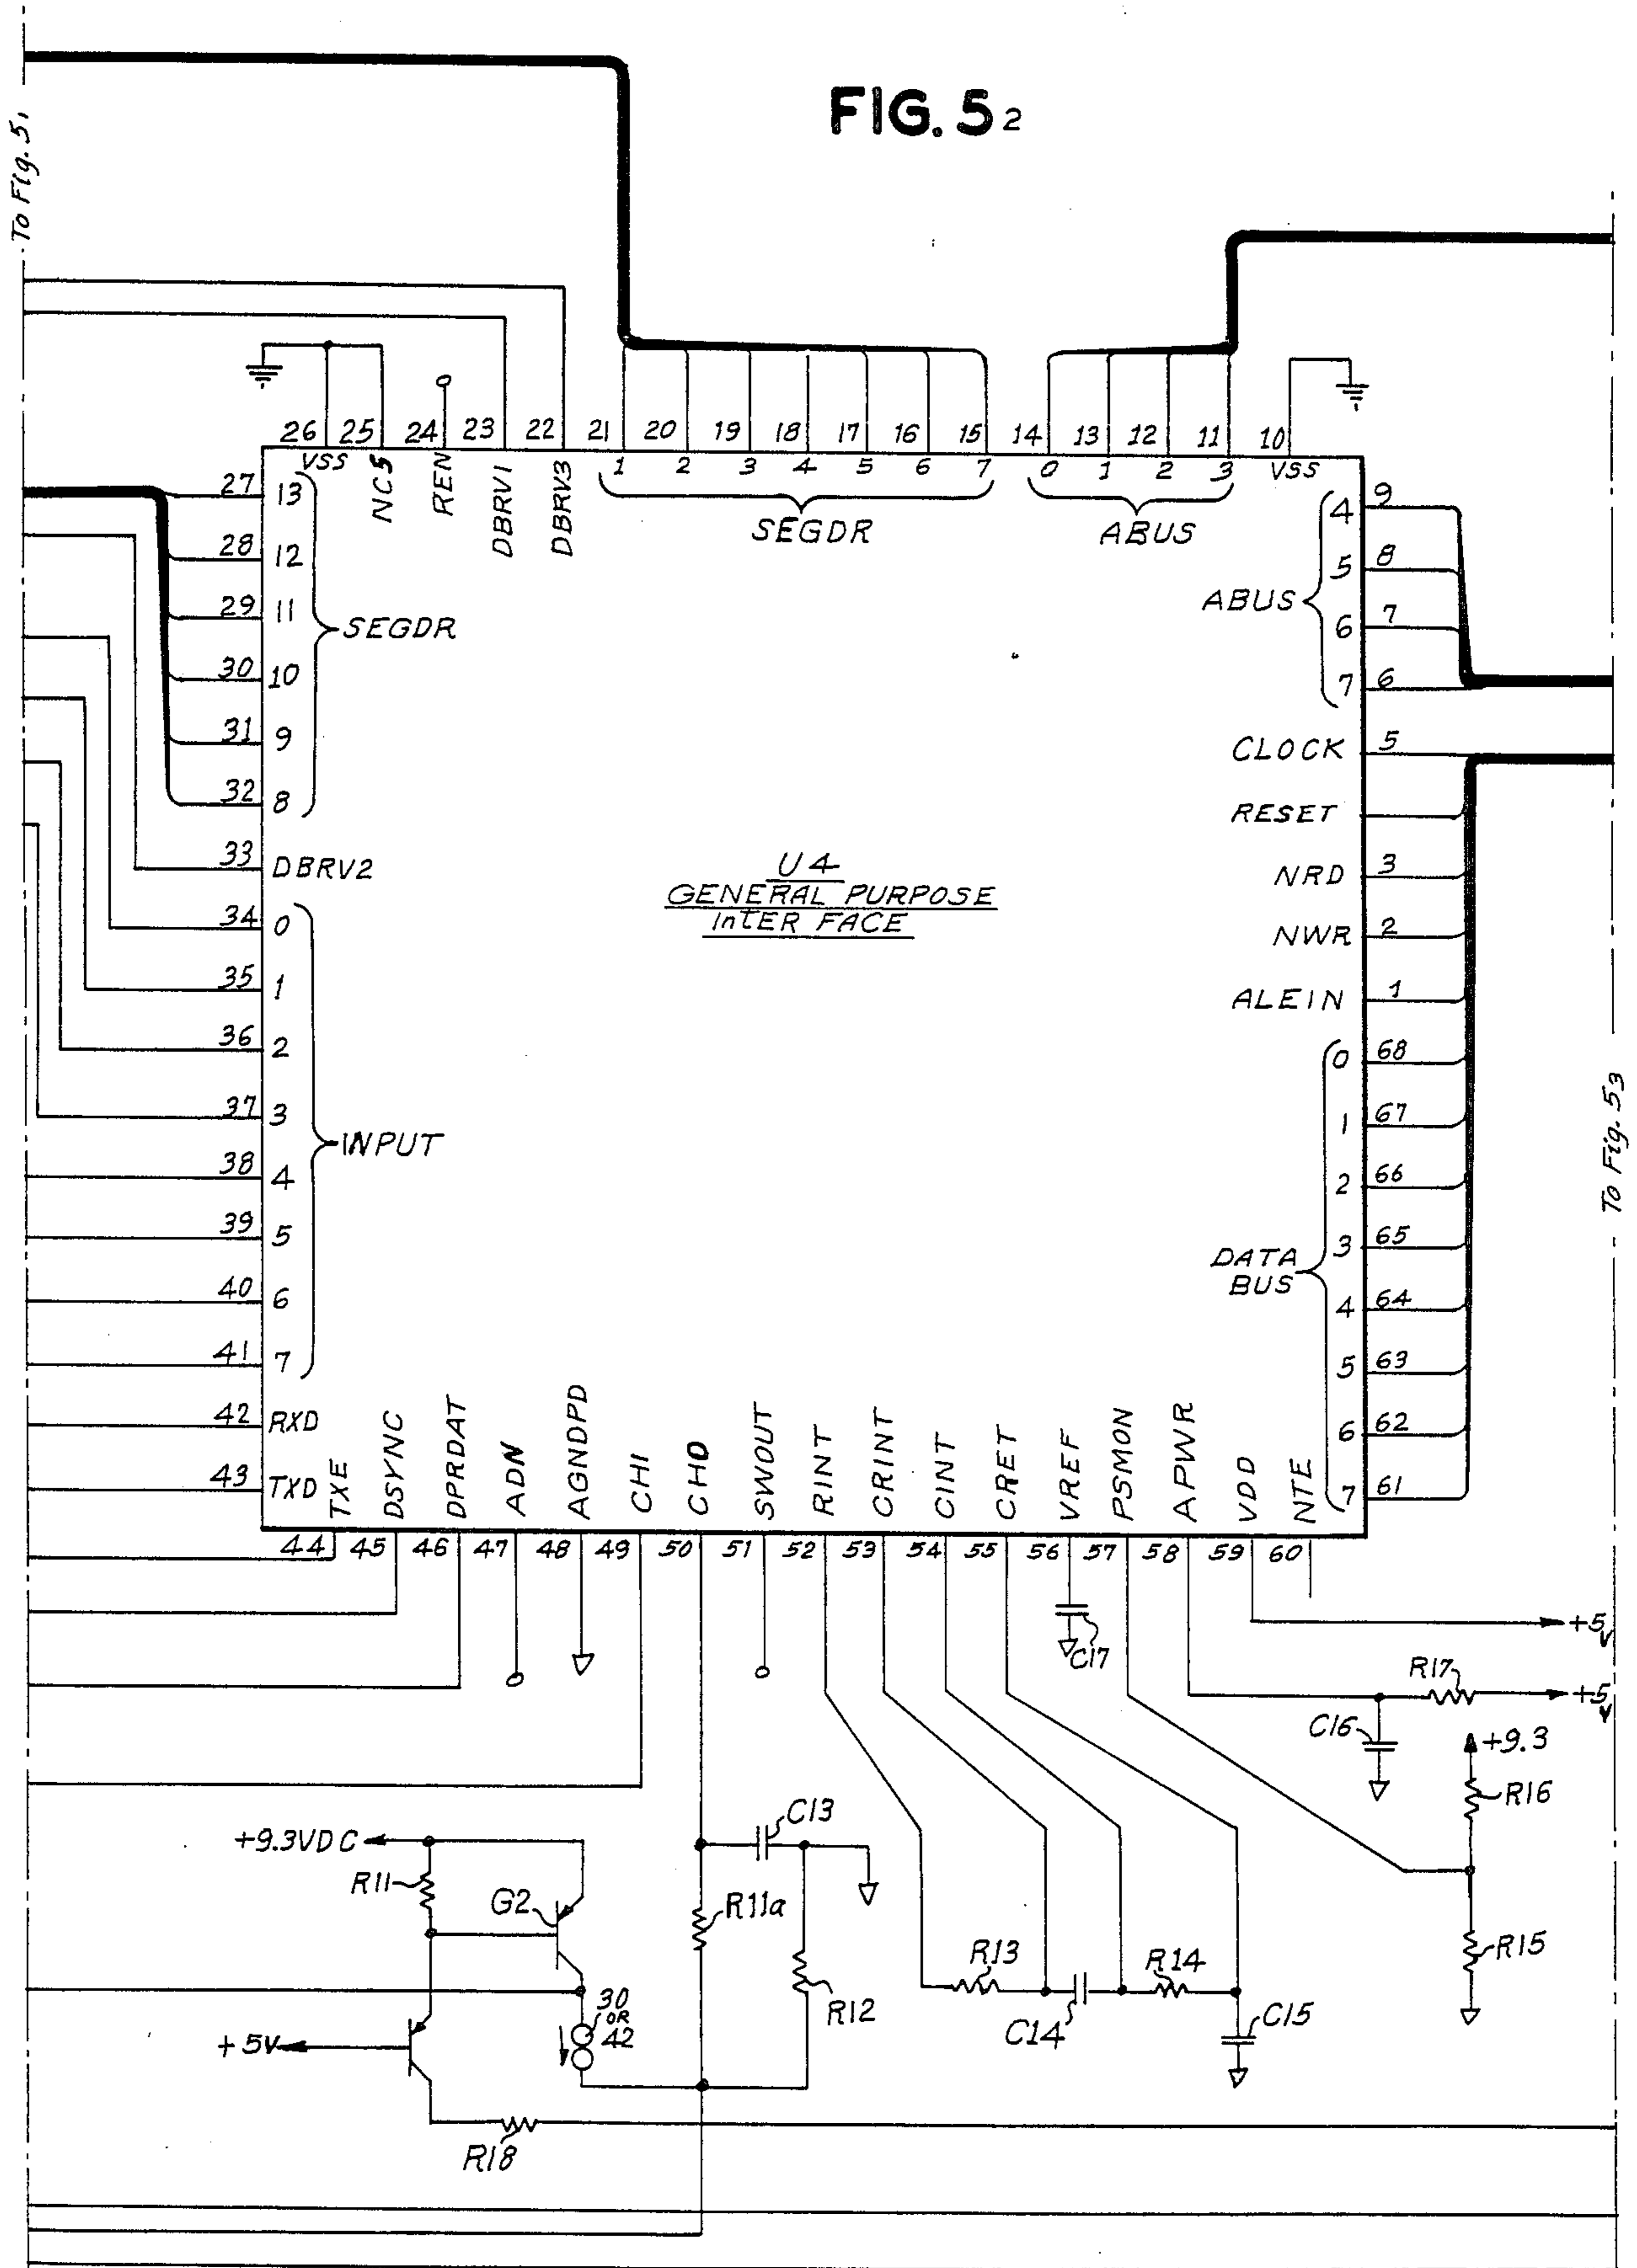 FIG. 5₂
To Fig. 5₁
26 25 24 23 22 21 20 19 18 17 16 15 14 13 12 11 10
VSS NC5 REN DBRV1 DBRV3 1 2 3 4 5 6 7 0 1 2 3 VSS
SEGDR ABUS
27 13
28 12
29 11
30 10
31 9
32 8
SEGDR
33 DBRV2
34 0
35 1
36 2
37 3
38 4
39 5
40 6
41 7
INPUT
42 RXD
43 TXD
U4
GENERAL PURPOSE
InTER FACE
4 9
5 8
6 7
7 6
ABUS
CLOCK 5
RESET
NRD 3
NWR 2
ALEIN 1
0 68
1 67
2 66
3 65
4 64
5 63
6 62
7 61
DATA
BUS
To Fig. 5₃
TXE DSYNC DPRDAT ADN AGNDPD CHI CHO SWOUT RINT CRINT CINT CRET VREF PSMON APWR VDD NTE
44 45 46 47 48 49 50 51 52 53 54 55 56 57 58 59 60
C17
+5V
R17
+5V
C16
+9.3
R16
R15
+9.3VDC
R11
G2
C13
R11a
R12
R13
C14
R14
C15
30
OR
42
+5V
R18